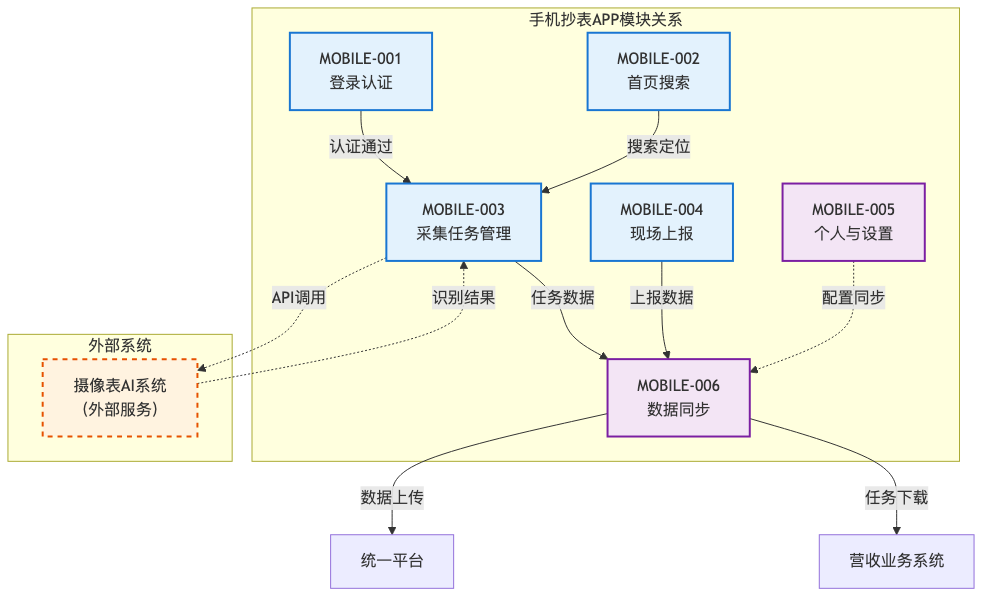 手机抄表APP模块关系
MOBILE-001
登录认证
MOBILE-002
首页搜索
认证通过
搜索定位
MOBILE-003
采集任务管理
MOBILE-004
现场上报
MOBILE-005
个人与设置
API调用
识别结果
任务数据
上报数据
配置同步
外部系统
摄像表AI系统
（外部服务）
MOBILE-006
数据同步
数据上传
任务下载
统一平台
营收业务系统